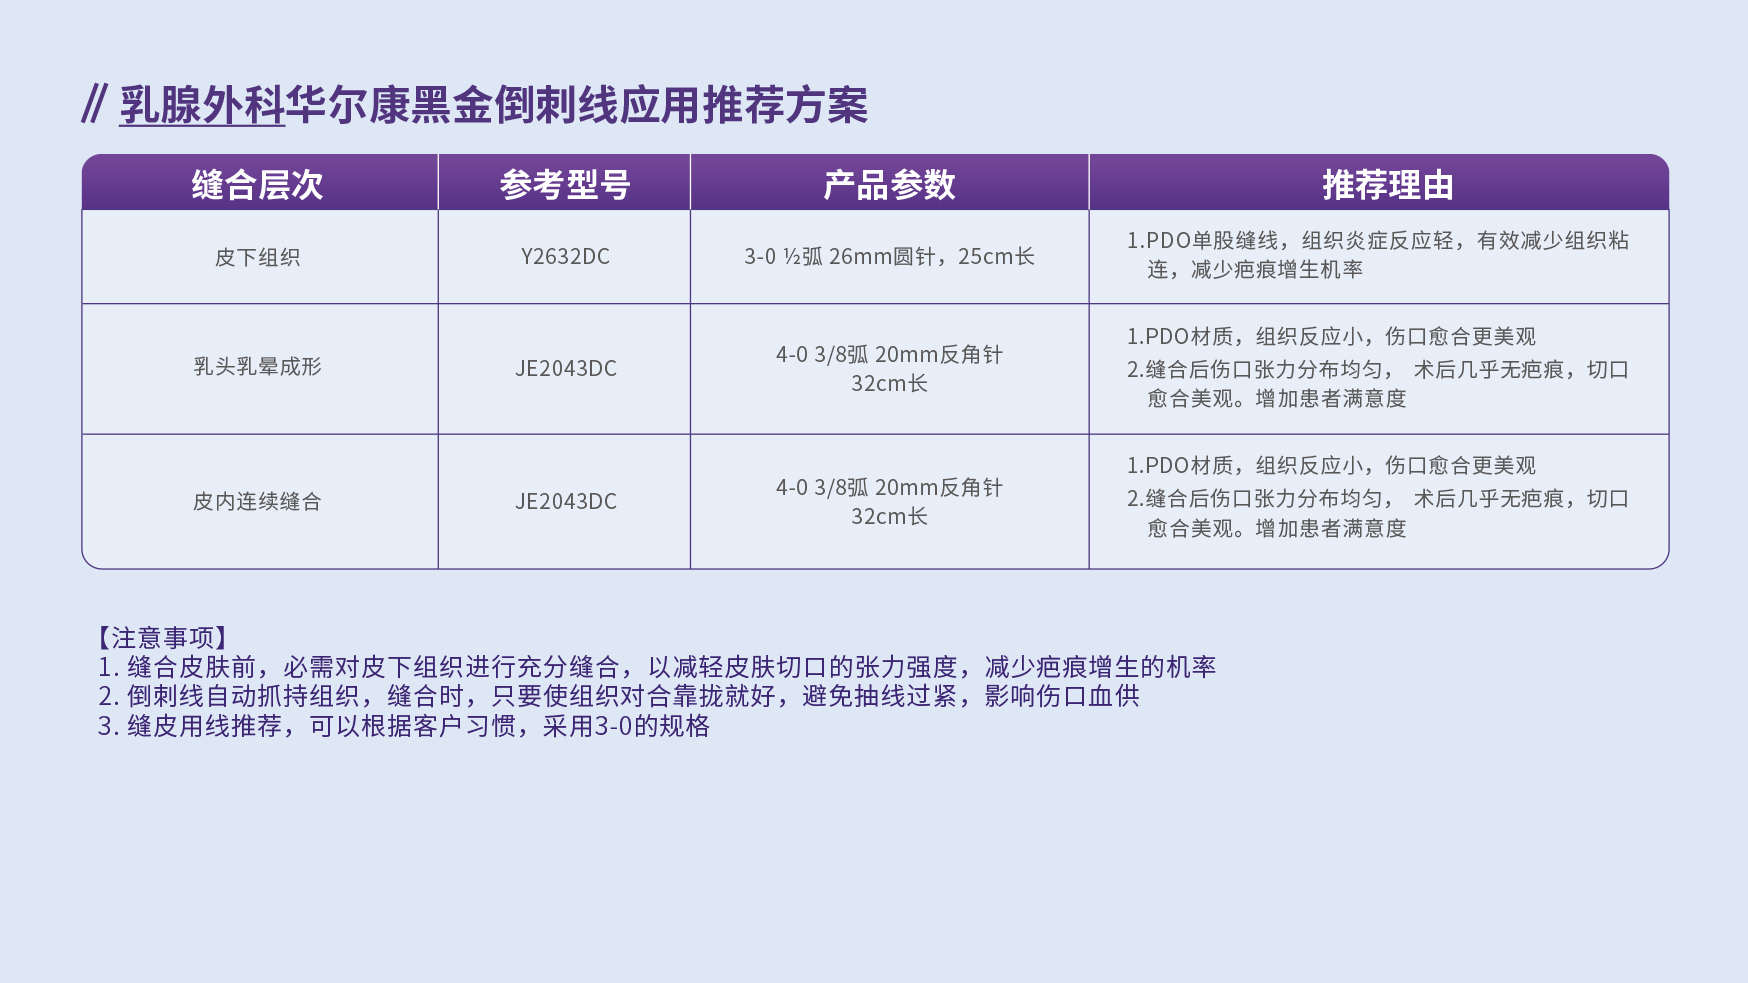 // 乳腺外科华尔康黑金倒刺线应用推荐方案
缝合层次 参考型号 产品参数 推荐理由
皮下组织 Y2632DC 3-0 ½弧 26mm圆针，25cm长
1.PDO单股缝线，组织炎症反应轻，有效减少组织粘
连，减少疤痕增生机率
乳头乳晕成形 JE2043DC
4-0 3/8弧 20mm反角针
32cm长
1.PDO材质，组织反应小，伤口愈合更美观
2.缝合后伤口张力分布均匀， 术后几乎无疤痕，切口
愈合美观。增加患者满意度
皮内连续缝合 JE2043DC
4-0 3/8弧 20mm反角针
32cm长
1.PDO材质，组织反应小，伤口愈合更美观
2.缝合后伤口张力分布均匀， 术后几乎无疤痕，切口
愈合美观。增加患者满意度
【注意事项】
1. 缝合皮肤前，必需对皮下组织进行充分缝合，以减轻皮肤切口的张力强度，减少疤痕增生的机率
2. 倒刺线自动抓持组织，缝合时，只要使组织对合靠拢就好，避免抽线过紧，影响伤口血供
3. 缝皮用线推荐，可以根据客户习惯，采用3-0的规格